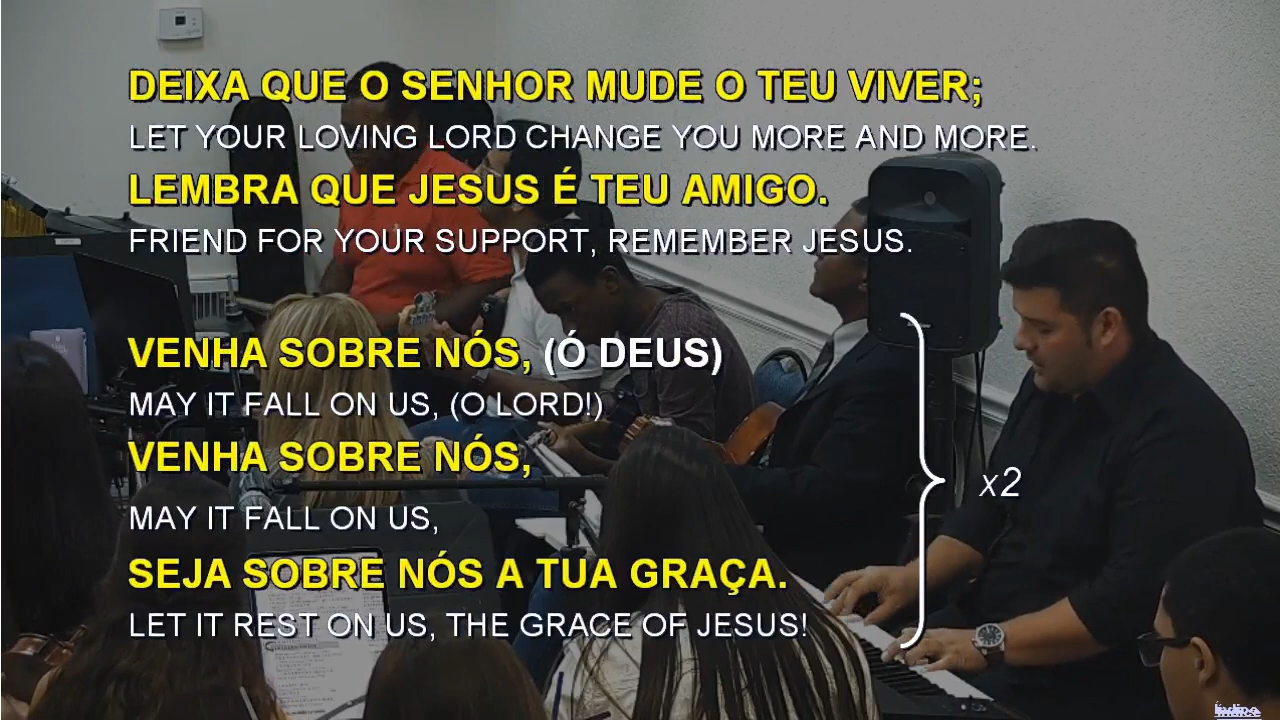 DEIXA QUE O SENHOR MUDE O TEU VIVER;
LET YOUR LOVING LORD CHANGE YOU MORE AND MORE.
LEMBRA QUE JESUS É TEU AMIGO.
FRIEND FOR YOUR SUPPORT, REMEMBER JESUS.
VENHA SOBRE NÓS, (Ó DEUS)
MAY IT FALL ON US, (O LORD!)
VENHA SOBRE NÓS,
MAY IT FALL ON US,
x2
SEJA SOBRE NÓS A TUA GRAÇA.
LET IT REST ON US, THE GRACE OF JESUS!
Índice